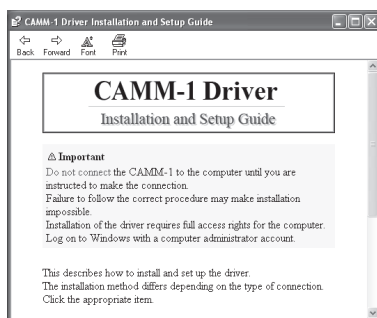 CAMM-1 Driver Installation and Setup Guide
Back Forward Font Print
CAMM-1 Driver
Installation and Setup Guide
⚠ Important
Do not connect the CAMM-1 to the computer until you are
instructed to make the connection.
Failure to follow the correct procedure may make installation
impossible.
Installation of the driver requires full access rights for the computer.
Log on to Windows with a computer administrator account.
This describes how to install and set up the driver.
The installation method differs depending on the type of connection.
Click the appropriate item.